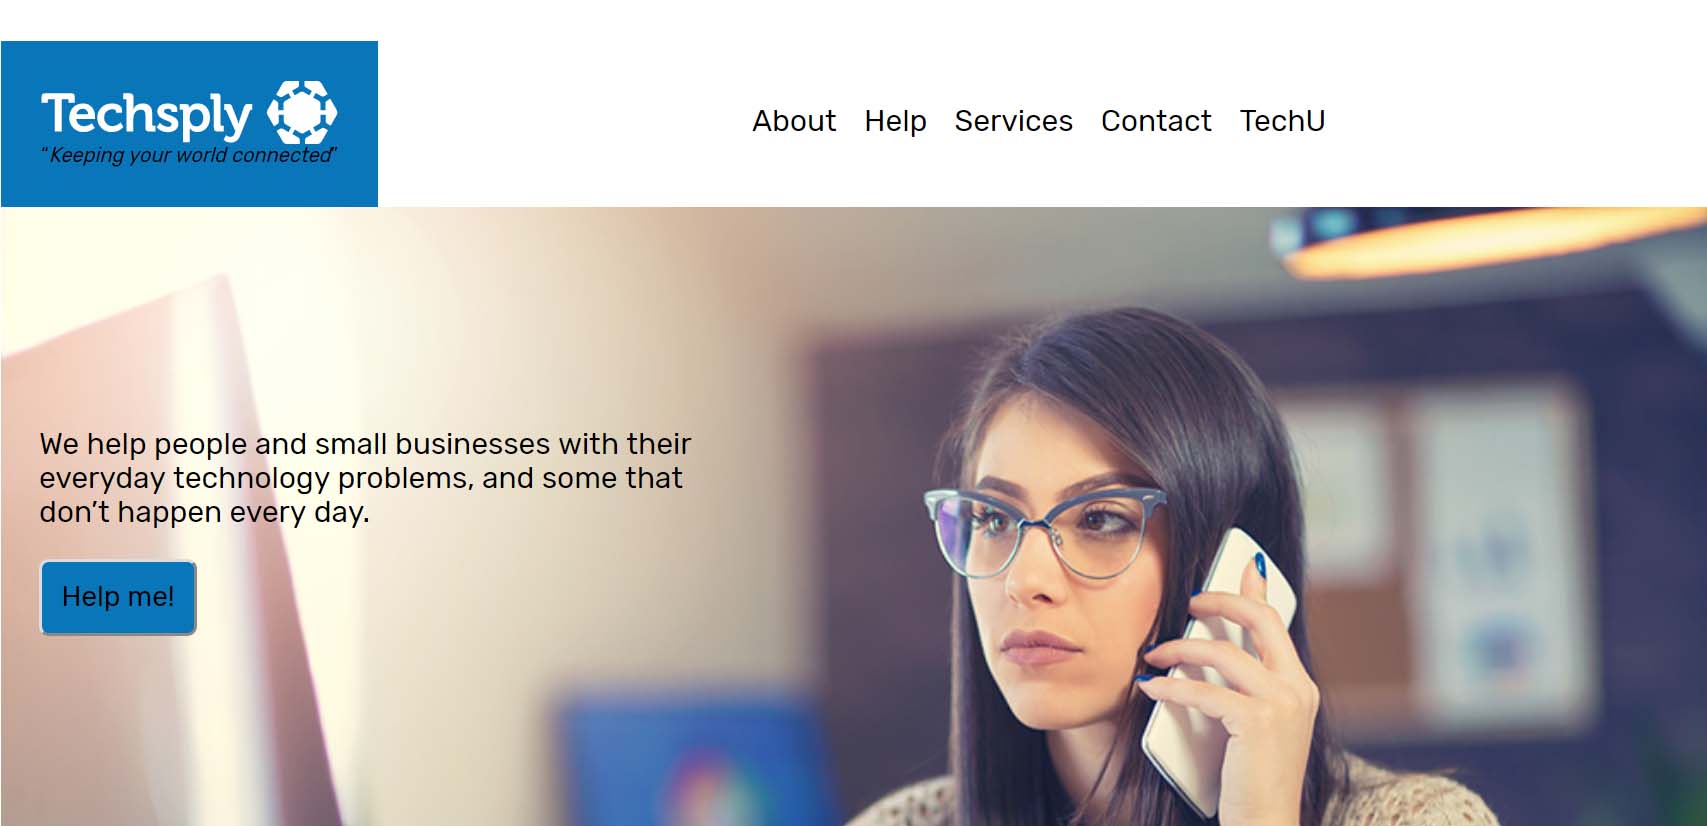 Techsply
“Keeping your world connected”
About Help Services Contact TechU
We help people and small businesses with their
everyday technology problems, and some that
don’t happen every day.
Help me!